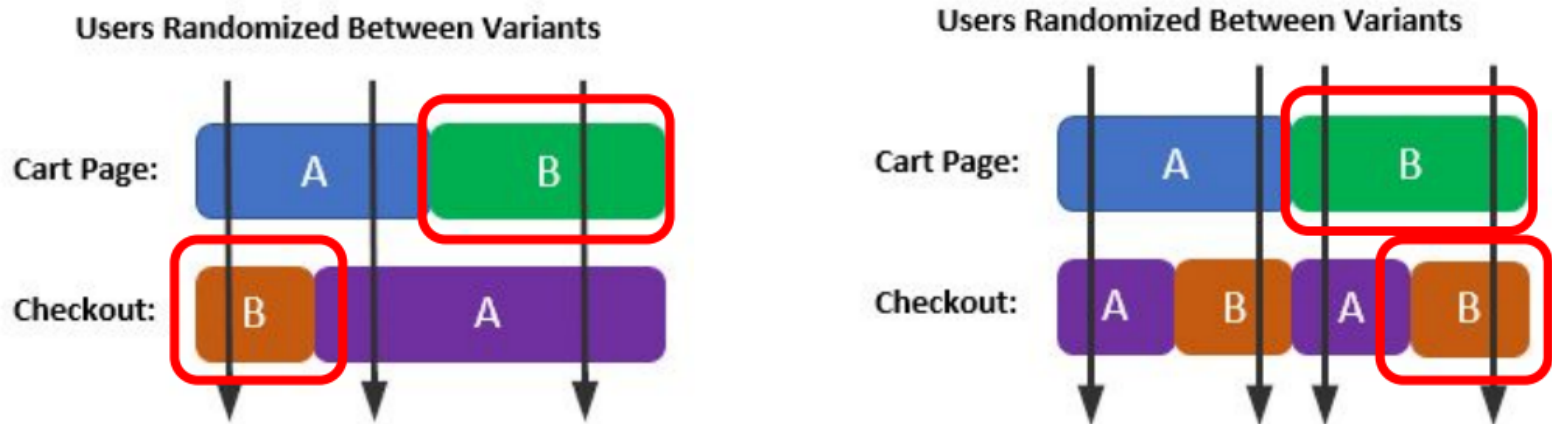 Users Randomized Between Variants
Cart Page: A B
Checkout: B A
Users Randomized Between Variants
Cart Page: A B
Checkout: A B A B